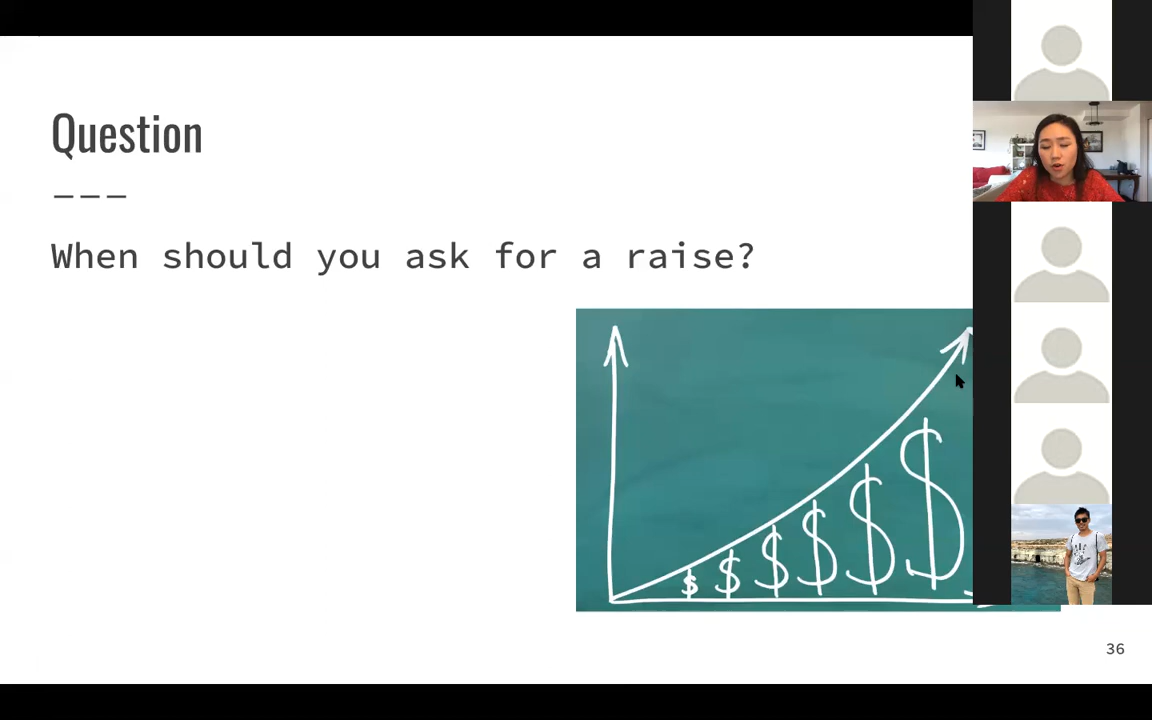 Question
---
When should you ask for a raise?
$ $ $ $ $ $
36